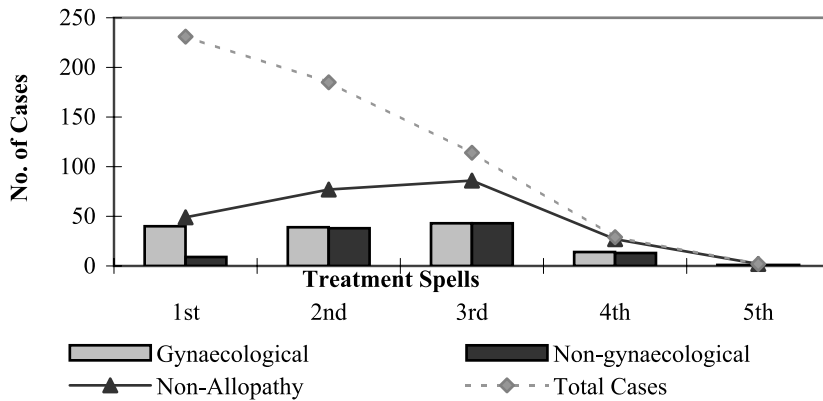 250
200
150
100
50
0
No. of Cases
Treatment Spells
1st 2nd 3rd 4th 5th
Gynaecological Non-gynaecological
Non-Allopathy Total Cases